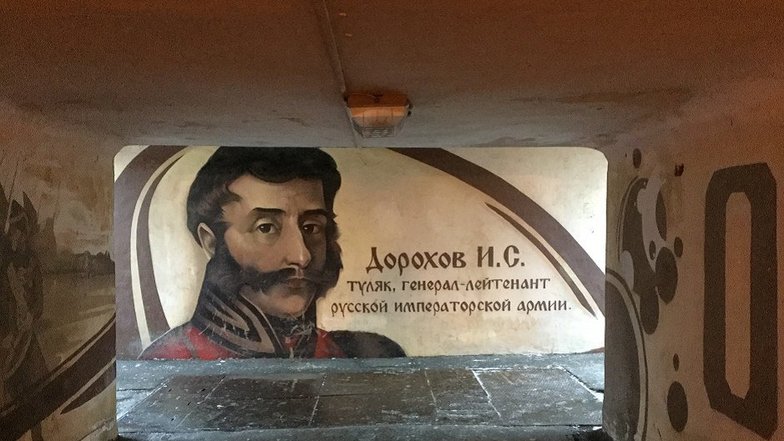 Дорохов И.С.
туляк, генерал-лейтенант
русской императорской армии.
О